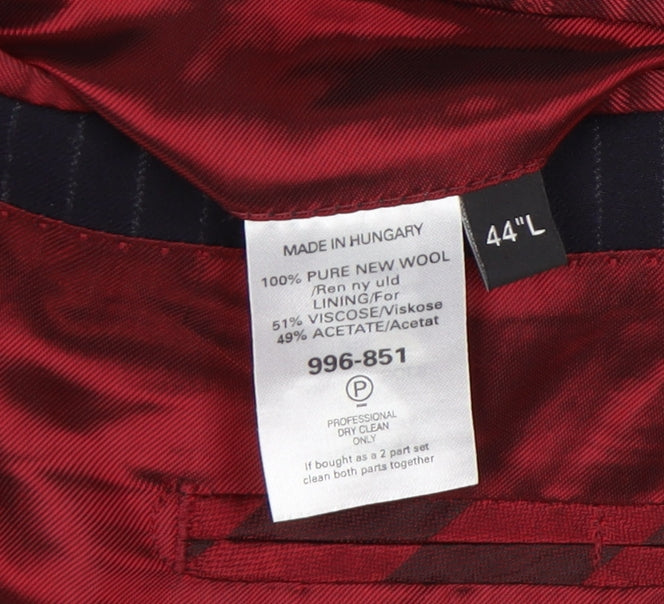 MADE IN HUNGARY
44"L
100% PURE NEW WOOL
/Ren ny uld
LINING/For
51% VISCOSE/Viskose
49% ACETATE/Acetat
996-851
P
PROFESSIONAL
DRY CLEAN
ONLY
If bought as a 2 part set
clean both parts together